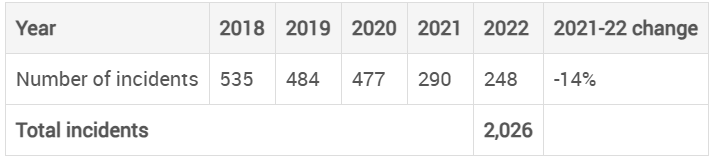 Year 2018 2019 2020 2021 2022 2021-22 change
Number of incidents 535 484 477 290 248 -14%
Total incidents 2,026